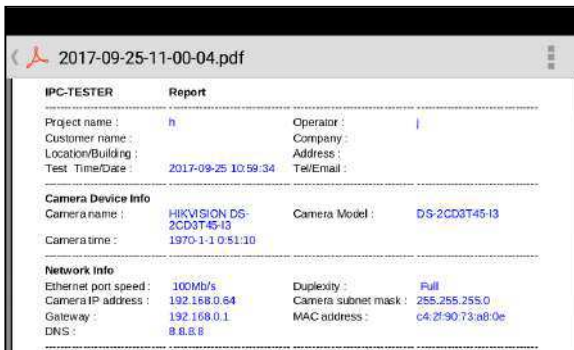 2017-09-25-11-00-04.pdf
IPC-TESTER Report
Project name : h Operator : j
Customer name : Company :
Location/Building : Address :
Test Time/Date : 2017-09-25 10:59:34 Tel/Email :
Camera Device Info
Camera name : HIKVISION DS-2CD3T45-I3 Camera Model : DS-2CD3T45-I3
Camera time : 1970-1-1 0:51:10
Network Info
Ethernet port speed : 100Mb/s Duplexity : Full
Camera IP address : 192.168.0.64 Camera subnet mask : 255.255.255.0
Gateway : 192.168.0.1 MAC address : c4:2f:90:73:a8:0e
DNS : 8.8.8.8